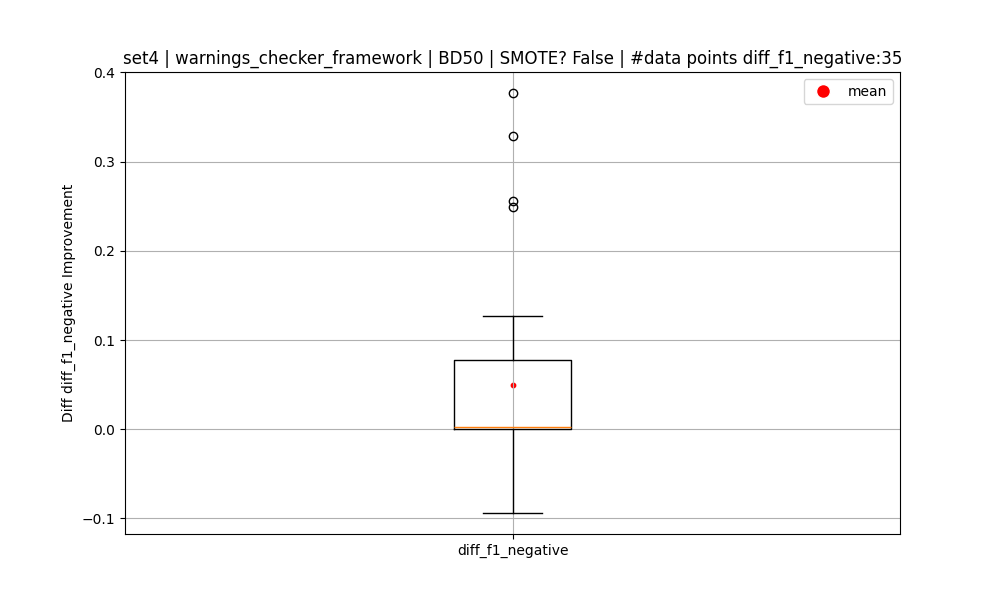 set4 | warnings_checker_framework | BD50 | SMOTE? False | #data points diff_f1_negative:35
mean
0.4
0.3
0.2
0.1
0.0
−0.1
Diff diff_f1_negative Improvement
diff_f1_negative